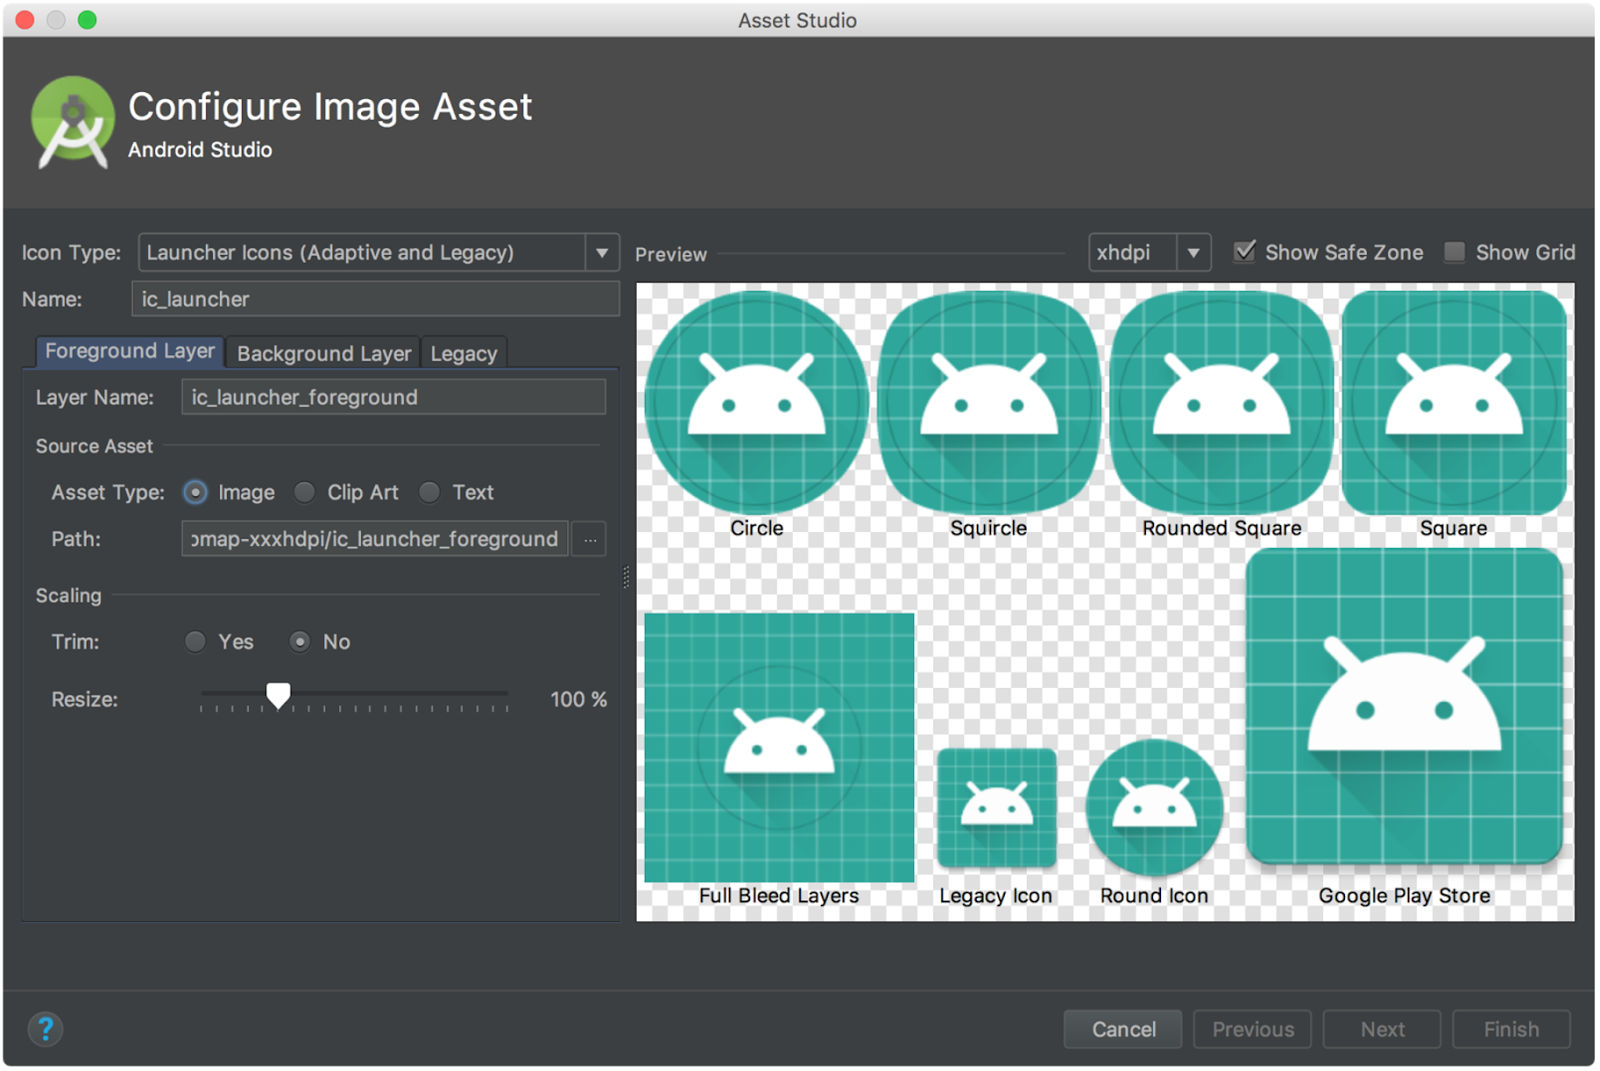 Asset Studio
Configure Image Asset
Android Studio
Icon Type: Launcher Icons (Adaptive and Legacy)
Name: ic_launcher
Foreground Layer Background Layer Legacy
Layer Name: ic_launcher_foreground
Source Asset
Asset Type: Image Clip Art Text
Path: map-xxxhdpi/ic_launcher_foreground ...
Scaling
Trim: Yes No
Resize: 100 %
Preview xhdpi Show Safe Zone Show Grid
Circle Squircle Rounded Square Square
Full Bleed Layers Legacy Icon Round Icon Google Play Store
? Cancel Previous Next Finish